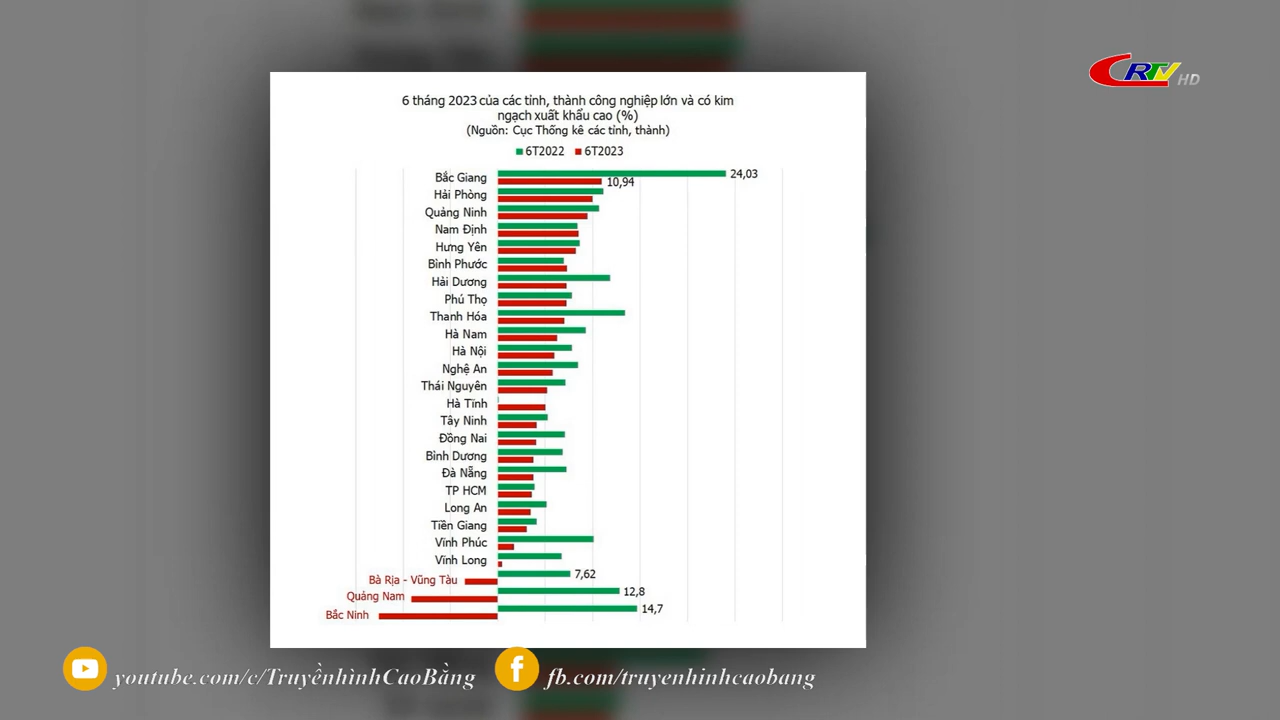 CRTV HD
6 tháng 2023 của các tỉnh, thành công nghiệp lớn và có kim
ngạch xuất khẩu cao (%)
(Nguồn: Cục Thống kê các tỉnh, thành)
6T2022 6T2023
Bắc Giang 24,03
10,94
Hải Phòng
Quảng Ninh
Nam Định
Hưng Yên
Bình Phước
Hải Dương
Phú Thọ
Thanh Hóa
Hà Nam
Hà Nội
Nghệ An
Thái Nguyên
Hà Tĩnh
Tây Ninh
Đồng Nai
Bình Dương
Đà Nẵng
TP HCM
Long An
Tiền Giang
Vĩnh Phúc
Vĩnh Long
Bà Rịa - Vũng Tàu 7,62
Quảng Nam 12,8
Bắc Ninh 14,7
youtube.com/c/TruyềnhìnhCaoBằng
fb.com/truyenhinhcaobang